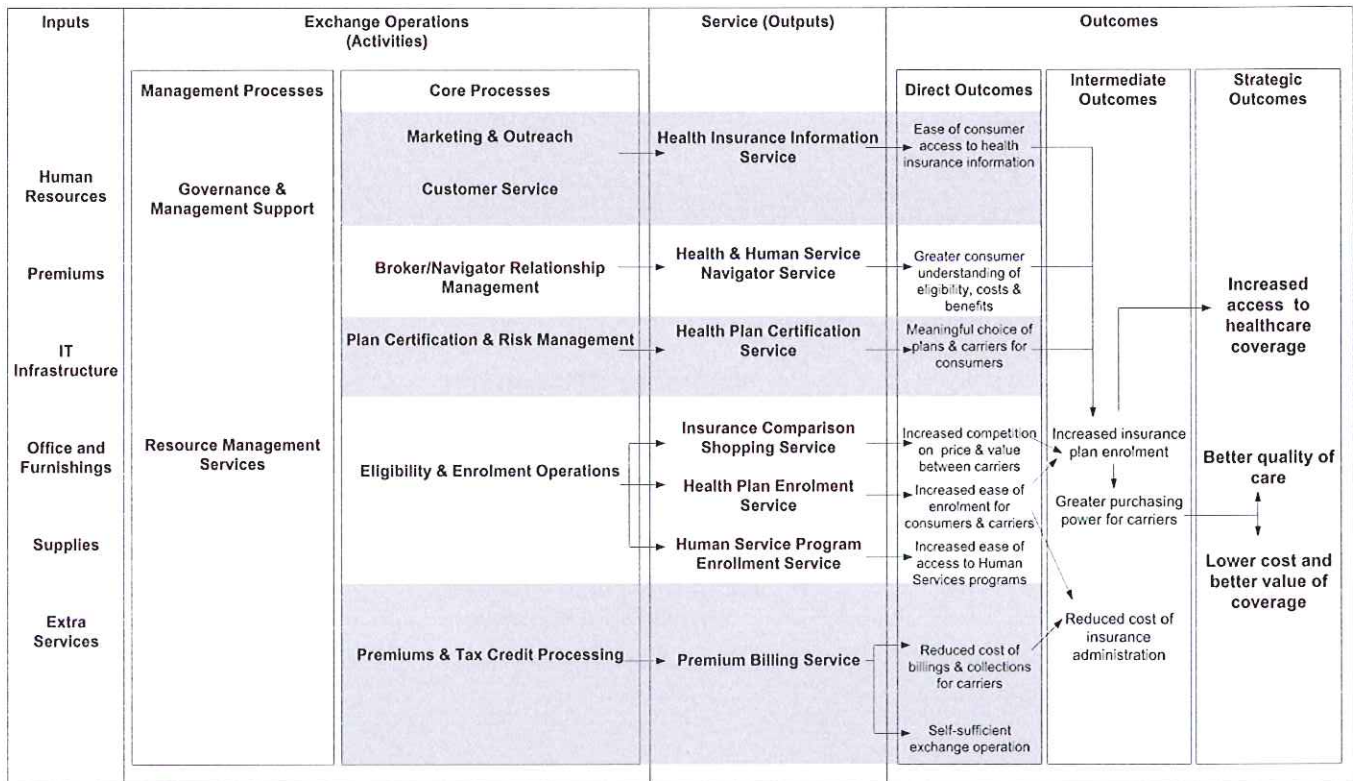 Inputs
Exchange Operations
(Activities)
Service (Outputs)
Outcomes
Management Processes
Core Processes
Direct Outcomes
Intermediate
Outcomes
Strategic
Outcomes
Human
Resources
Premiums
IT
Infrastructure
Office and
Furnishings
Supplies
Extra
Services
Governance &
Management Support
Resource Management
Services
Marketing & Outreach
Customer Service
Broker/Navigator Relationship
Management
Plan Certification & Risk Management
Eligibility & Enrolment Operations
Premiums & Tax Credit Processing
Health Insurance Information
Service
Health & Human Service
Navigator Service
Health Plan Certification
Service
Insurance Comparison
Shopping Service
Health Plan Enrolment
Service
Human Service Program
Enrollment Service
Premium Billing Service
Ease of consumer
access to health
insurance information
Greater consumer
understanding of
eligibility, costs &
benefits
Meaningful choice of
plans & carriers for
consumers
Increased competition
on price & value
between carriers
Increased ease of
enrolment for
consumers & carriers
Increased ease of
access to Human
Services programs
Reduced cost of
billings & collections
for carriers
Self-sufficient
exchange operation
Increased insurance
plan enrolment
Greater purchasing
power for carriers
Reduced cost of
insurance
administration
Increased
access to
healthcare
coverage
Better quality of
care
Lower cost and
better value of
coverage